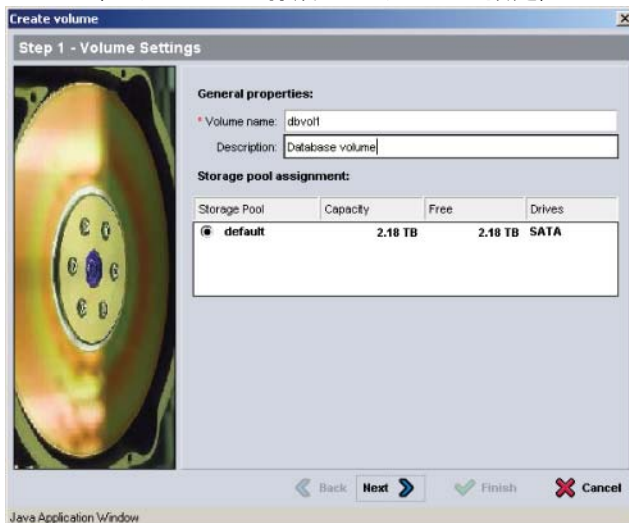 Create volume
Step 1 - Volume Settings
General properties:
* Volume name: dbvol1
Description: Database volume
Storage pool assignment:
Storage Pool Capacity Free Drives
default 2.18 TB 2.18 TB SATA
Back Next Finish Cancel
Java Application Window